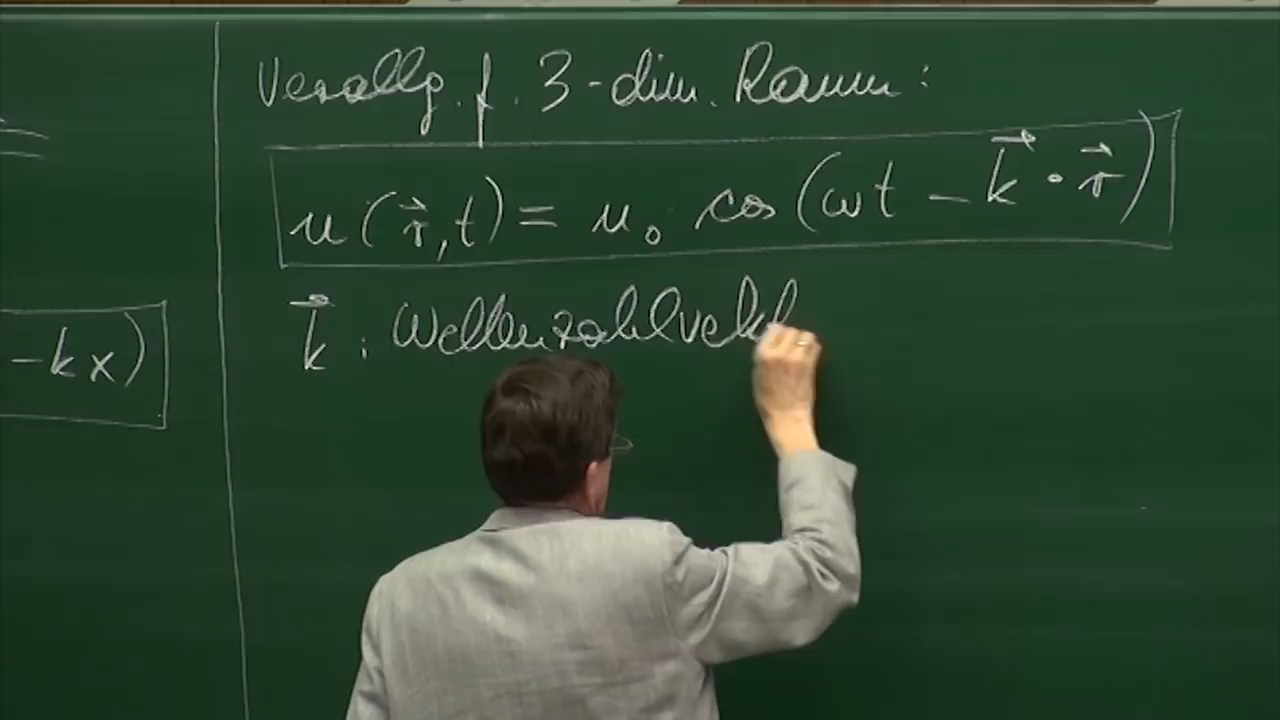 Verallg. f. 3-dim. Raum:
u(r⃗,t) = u₀ cos(ωt − k⃗ · r⃗)
k⃗ : Wellenzahlvekt
−kx)